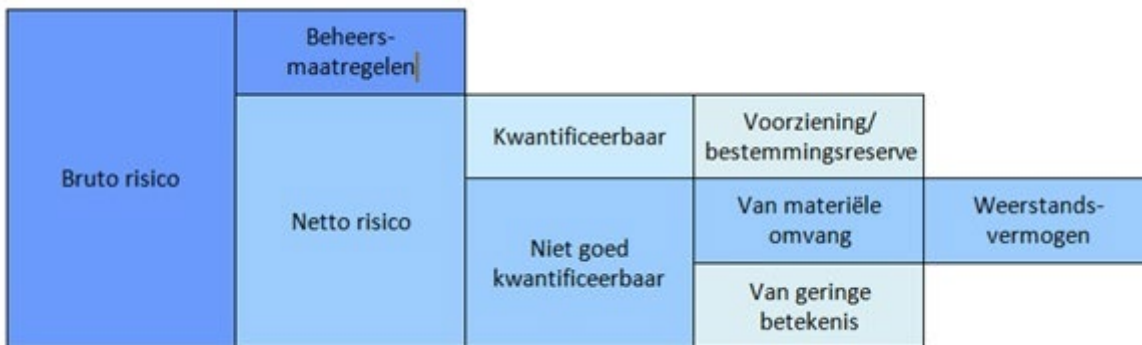 Beheers-
maatregelen
Bruto risico
Netto risico
Kwantificeerbaar
Voorziening/
bestemmingsreserve
Niet goed
kwantificeerbaar
Van materiële
omvang
Weerstands-
vermogen
Van geringe
betekenis